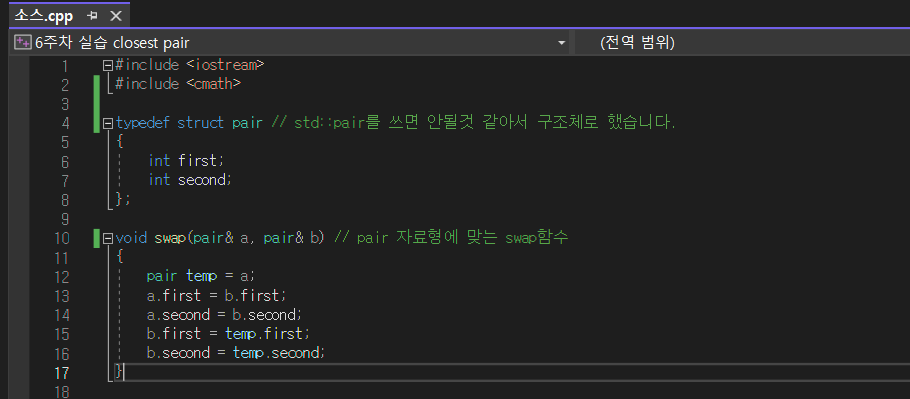 소스.cpp
6주차 실습 closest pair
(전역 범위)
1 #include <iostream>
2 #include <cmath>
3
4 typedef struct pair // std::pair를 쓰면 안될것 같아서 구조체로 했습니다.
5 {
6 int first;
7 int second;
8 };
9
10 void swap(pair& a, pair& b) // pair 자료형에 맞는 swap함수
11 {
12 pair temp = a;
13 a.first = b.first;
14 a.second = b.second;
15 b.first = temp.first;
16 b.second = temp.second;
17 }
18